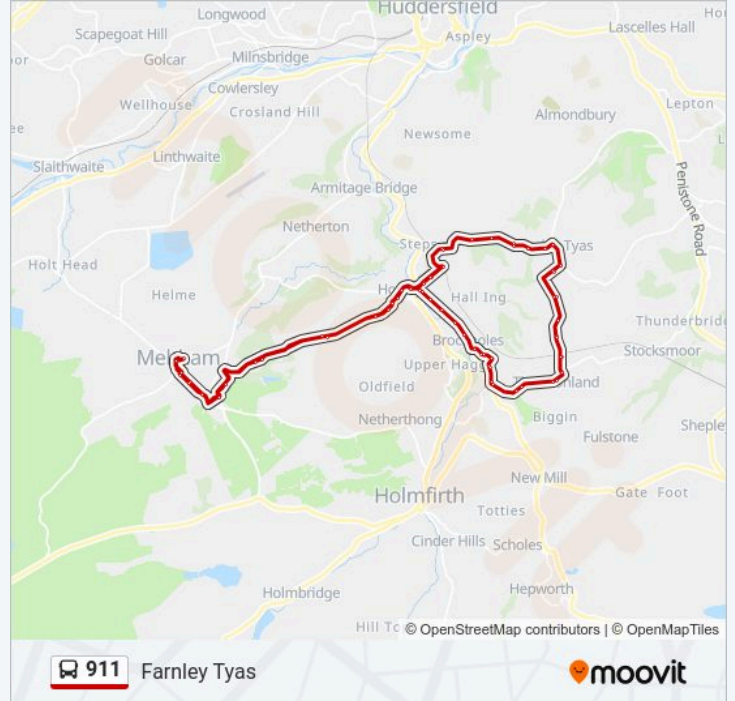 Huddersfield
Longwood
Aspley
Lascelles Hall
Scapegoat Hill
Golcar
Milnsbridge
Cowlersley
Wellhouse
Crosland Hill
Lepton
Almondbury
Newsome
Linthwaite
Slaithwaite
Armitage Bridge
Penistone Road
Netherton
Tyas
Holt Head
Helme
Hall Ing
Thunderbridg
Stocksmoor
Upper Hagg
Oldfield
Biggin
Netherthong
Fulstone
Shepley
New Mill
Holmfirth
Gate Foot
Totties
Cinder Hills
Scholes
Hepworth
Holmbridge
© OpenStreetMap contributors | © OpenMapTiles
911 Farnley Tyas
moovit